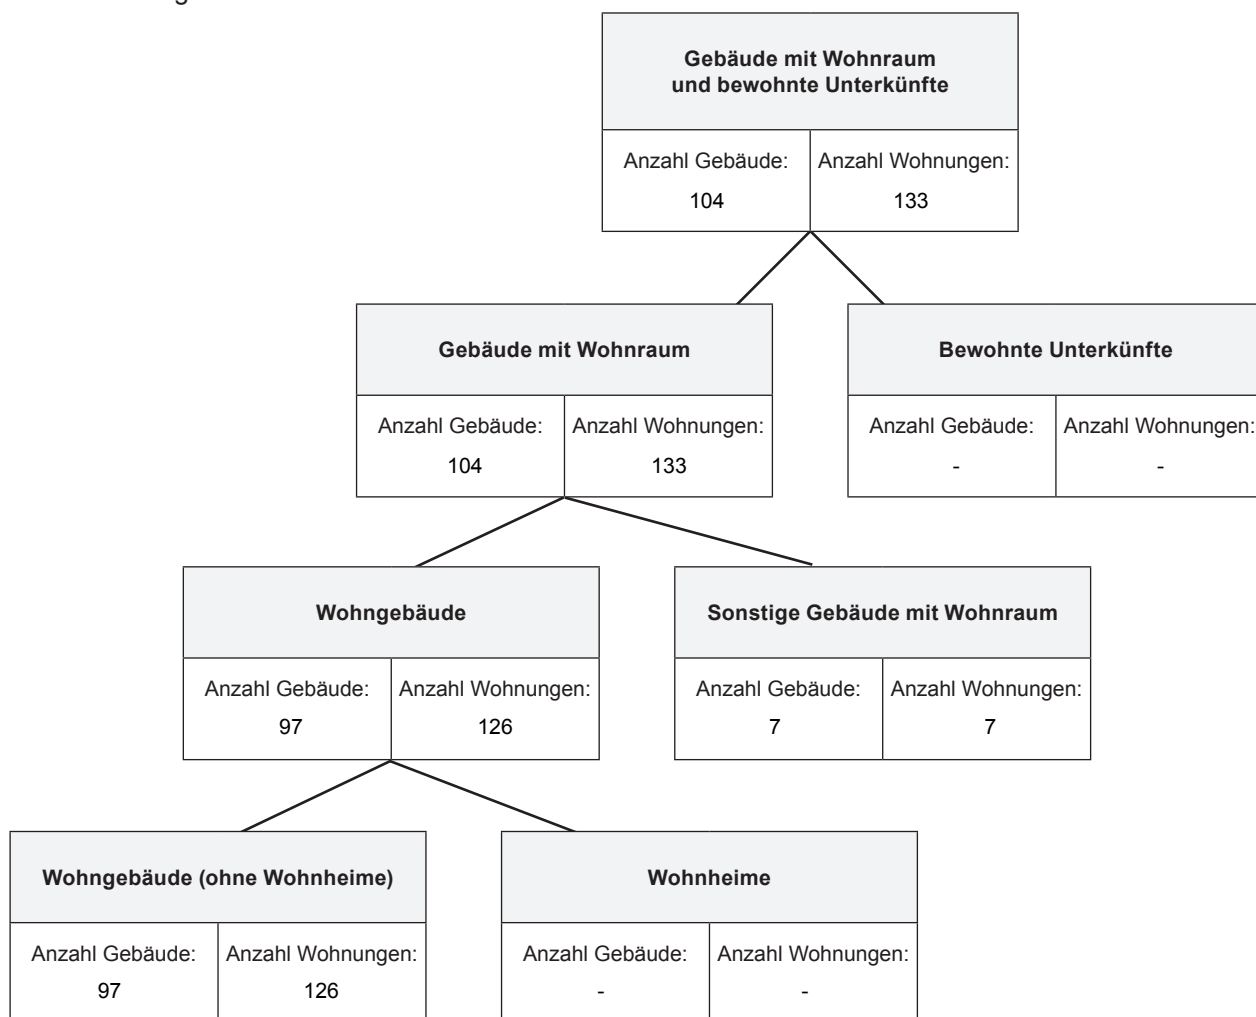 Gebäude mit Wohnraum
und bewohnte Unterkünfte
Anzahl Gebäude: Anzahl Wohnungen:
104 133
Gebäude mit Wohnraum
Anzahl Gebäude: Anzahl Wohnungen:
104 133
Bewohnte Unterkünfte
Anzahl Gebäude: Anzahl Wohnungen:
- -
Wohngebäude
Anzahl Gebäude: Anzahl Wohnungen:
97 126
Sonstige Gebäude mit Wohnraum
Anzahl Gebäude: Anzahl Wohnungen:
7 7
Wohngebäude (ohne Wohnheime)
Anzahl Gebäude: Anzahl Wohnungen:
97 126
Wohnheime
Anzahl Gebäude: Anzahl Wohnungen:
- -